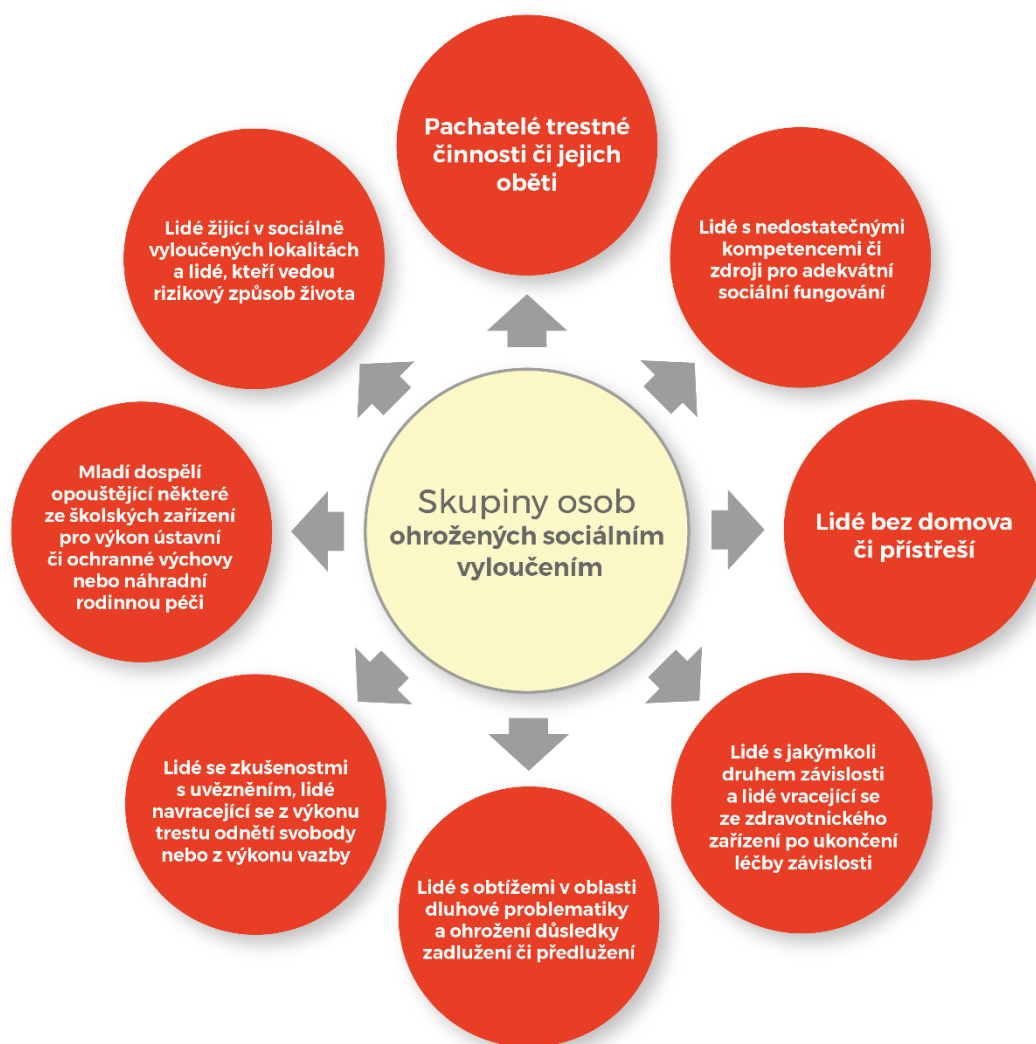 Pachatelé trestné
činnosti či jejich
oběti
Lidé s nedostatečnými
kompetencemi či
zdroji pro adekvátní
sociální fungování
Lidé bez domova
či přístřeší
Lidé s jakýmkoli
druhem závislosti
a lidé vracející se
ze zdravotnického
zařízení po ukončení
léčby závislosti
Lidé s obtížemi v oblasti
dluhové problematiky
a ohrožení důsledky
zadlužení či předlužení
Lidé se zkušenostmi
s uvězněním, lidé
navracející se z výkonu
trestu odnětí svobody
nebo z výkonu vazby
Mladí dospělí
opouštějící některé
ze školských zařízení
pro výkon ústavní
či ochranné výchovy
nebo náhradní
rodinnou péči
Lidé žijící v sociálně
vyloučených lokalitách
a lidé, kteří vedou
rizikový způsob života
Skupiny osob
ohrožených sociálním
vyloučením